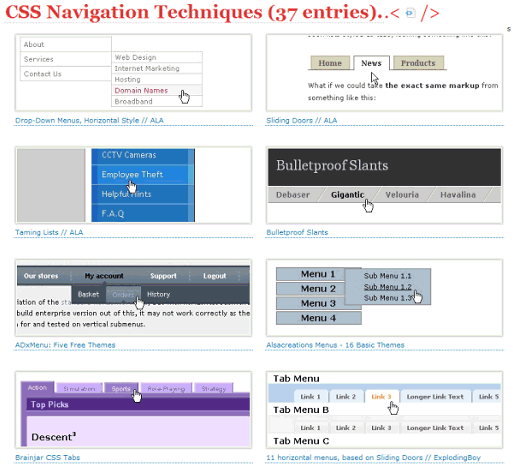 CSS Navigation Techniques (37 entries)..< />
s
About
Services
Contact Us
Web Design
Internet Marketing
Hosting
Domain Names
Broadband
Drop-Down Menus, Horizontal Style // ALA
Home News Products
What if we could take the exact same markup from
something like this:
Sliding Doors // ALA
CCTV Cameras
Employee Theft
Helpful Hints
F.A.Q
Taming Lists // ALA
Bulletproof Slants
Debaser Gigantic Velouria Havalina
Bulletproof Slants
Our stores My account Support Logout
Basket Orders History
lation of the
build enterprise version out of this, it may not work correctly as the
for and tested on vertical submenus.
ADxMenu: Five Free Themes
Menu 1
Menu 2
Menu 3
Menu 4
Sub Menu 1.1
Sub Menu 1.2
Sub Menu 1.3
Alsacreations Menus - 16 Basic Themes
Action Simulation Sports Role-Playing Strategy
Top Picks
Descent³
Brainjar CSS Tabs
Tab Menu
Link 1 Link 2 Link 3 Longer Link Text Link 5
Tab Menu B
Link 1 Link 2 Link 3 Longer Link Text Link 5
Tab Menu C
11 horizontal menus, based on Sliding Doors // ExplodingBoy